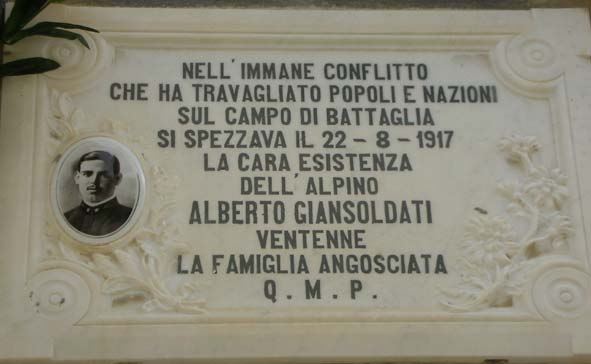 NELL'IMMANE CONFLITTO
CHE HA TRAVAGLIATO POPOLI E NAZIONI
SUL CAMPO DI BATTAGLIA
SI SPEZZAVA IL 22-8-1917
LA CARA ESISTENZA
DELL'ALPINO
ALBERTO GIANSOLDATI
VENTENNE
LA FAMIGLIA ANGOSCIATA
Q.M.P.